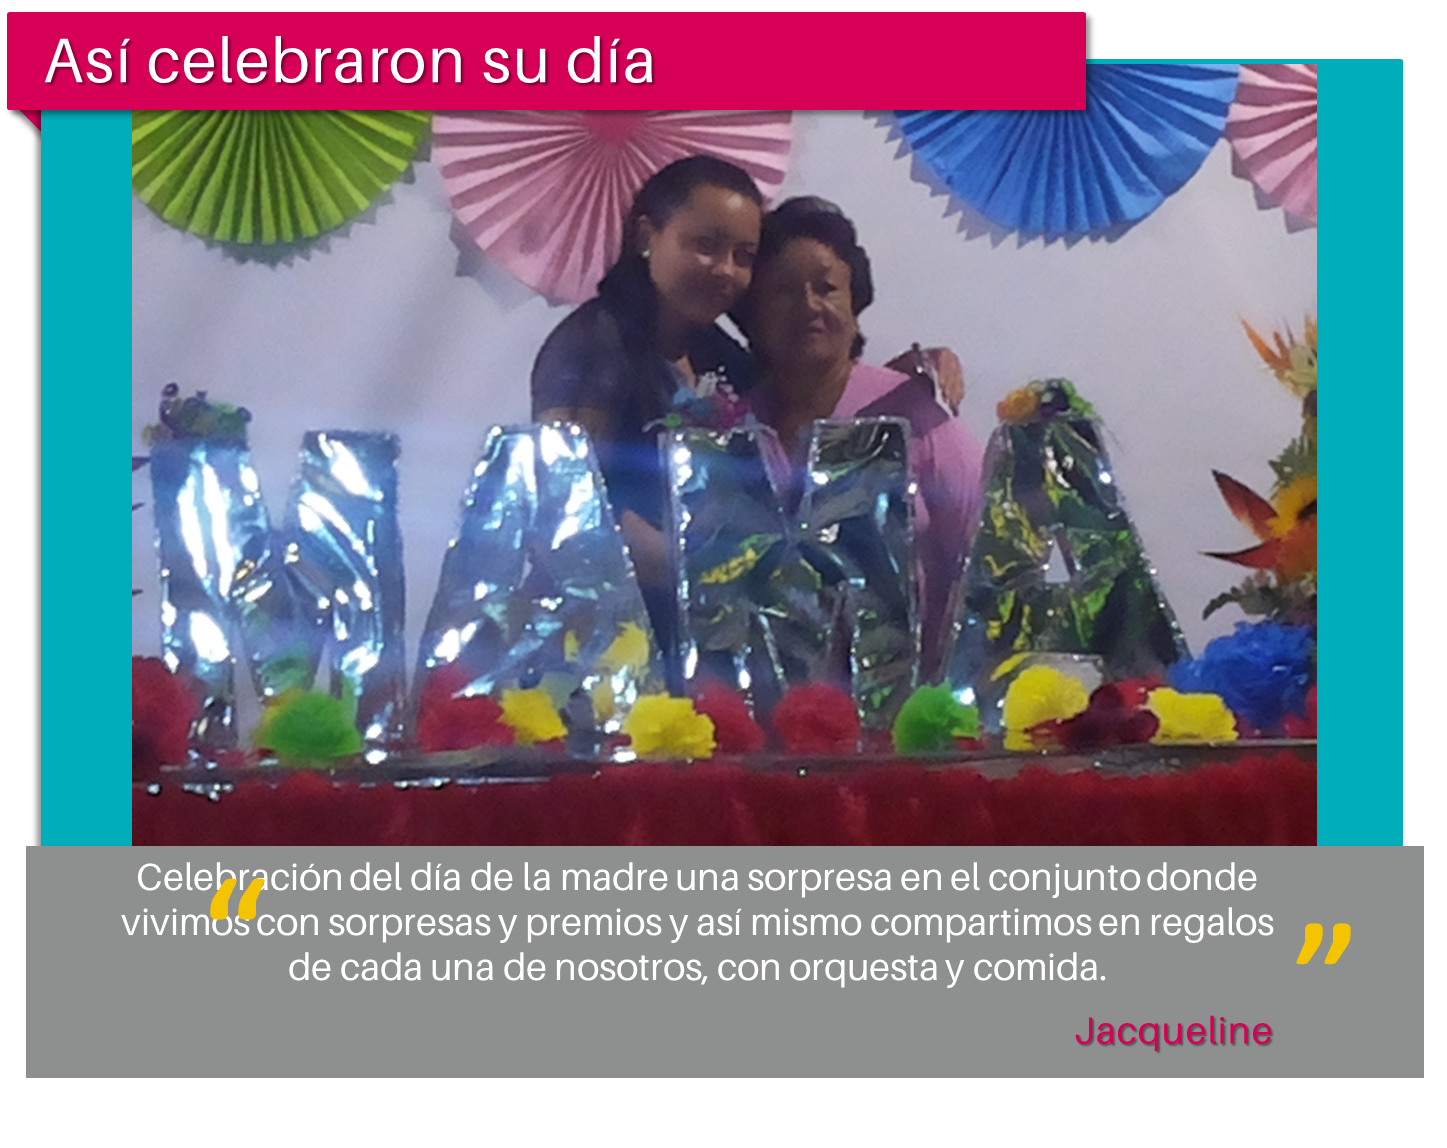 Así celebraron su día
MAMA
“
Celebración del día de la madre una sorpresa en el conjunto donde
vivimos con sorpresas y premios y así mismo compartimos en regalos
de cada una de nosotros, con orquesta y comida.
”
Jacqueline